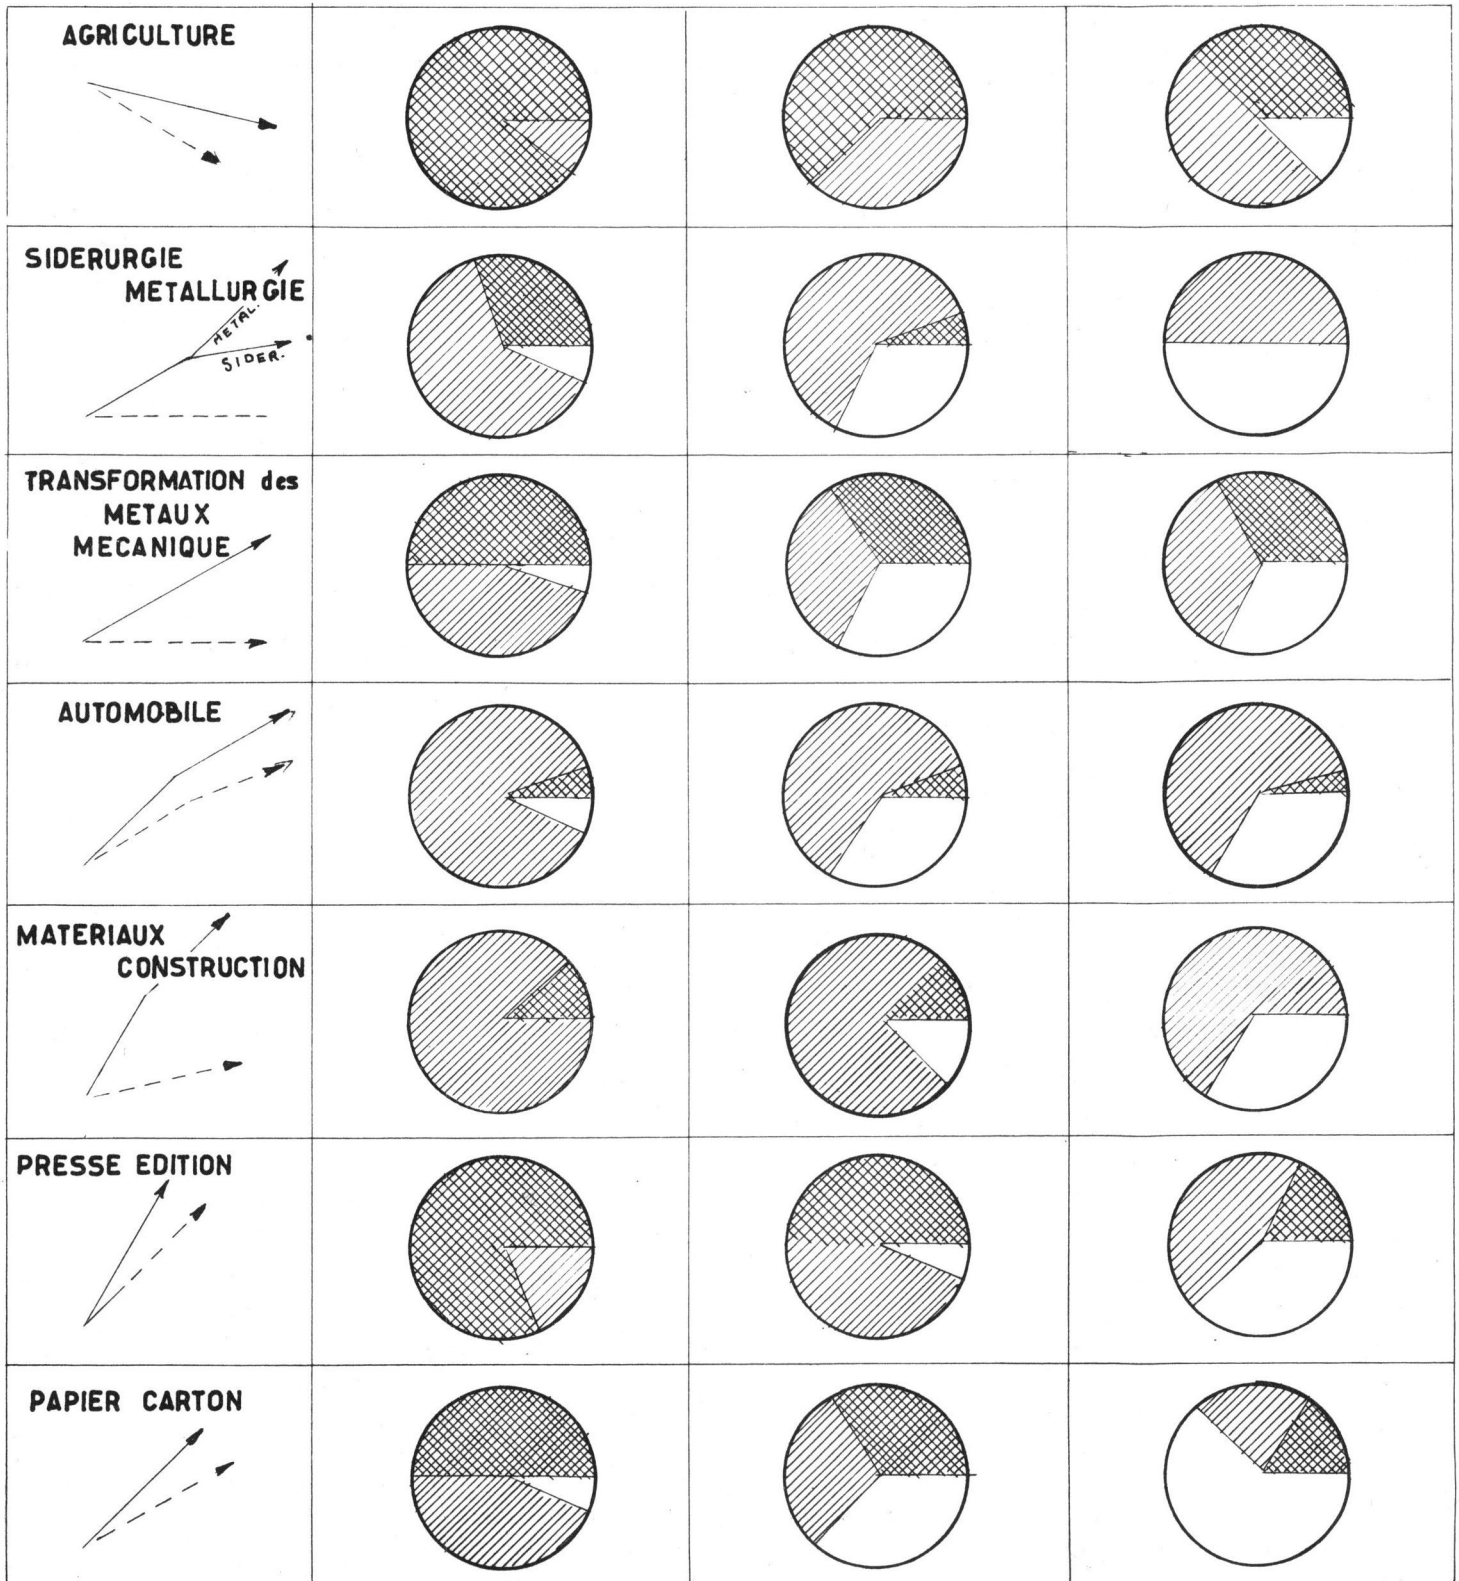 AGRICULTURE
SIDERURGIE
METALLURGIE
METAL.
SIDER.
TRANSFORMATION des
METAUX
MECANIQUE
AUTOMOBILE
MATERIAUX
CONSTRUCTION
PRESSE EDITION
PAPIER CARTON